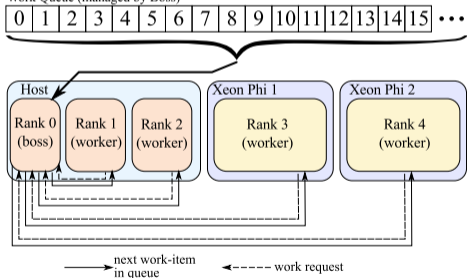 Work Queue (managed by Boss)
0 1 2 3 4 5 6 7 8 9 10 11 12 13 14 15 •••
Host Xeon Phi 1 Xeon Phi 2
Rank 0 Rank 1 Rank 2 Rank 3 Rank 4
(boss) (worker) (worker) (worker) (worker)
next work-item
in queue
work request